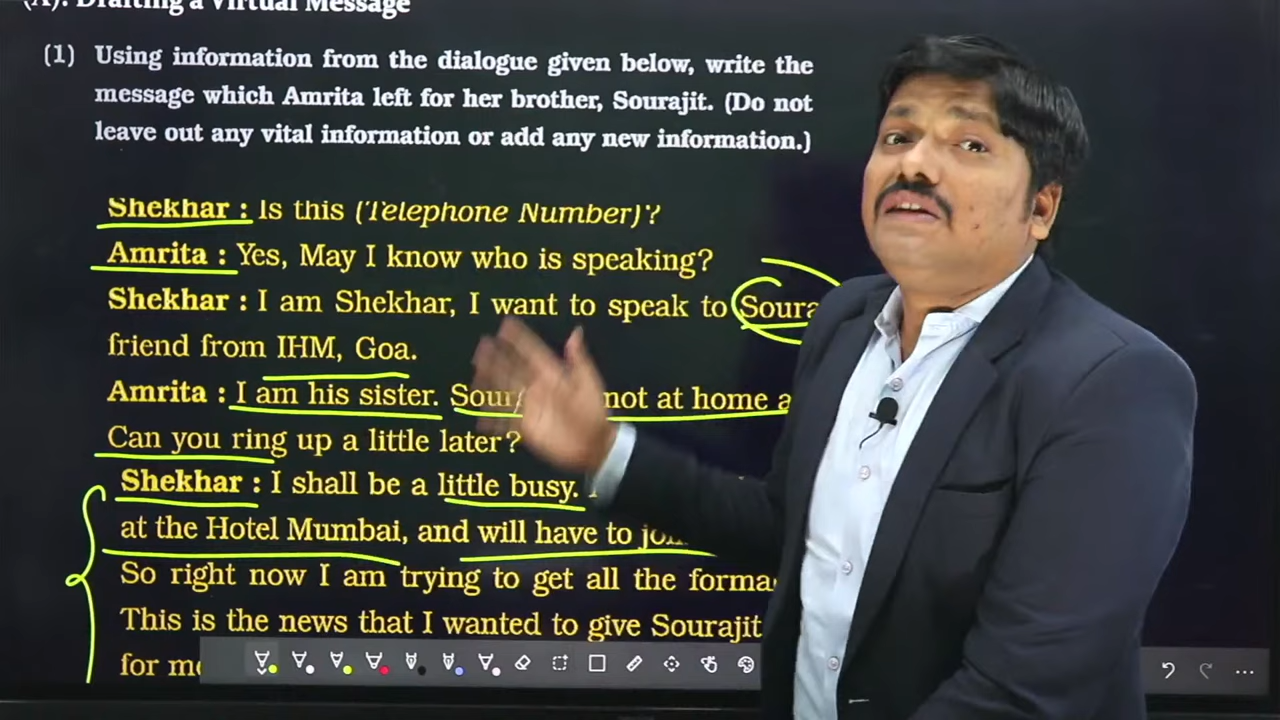 (A). Drafting a Virtual Message
(1) Using information from the dialogue given below, write the
message which Amrita left for her brother, Sourajit. (Do not
leave out any vital information or add any new information.)
Shekhar : Is this (Telephone Number)?
Amrita : Yes, May I know who is speaking?
Shekhar : I am Shekhar, I want to speak to
friend from IHM, Goa.
Amrita : I am his sister. not at home
Can you ring up a little later?
Shekhar : I shall be a little busy.
at the Hotel Mumbai, and will have to
So right now I am trying to get all the
This is the news that I wanted to give Sourajit
for